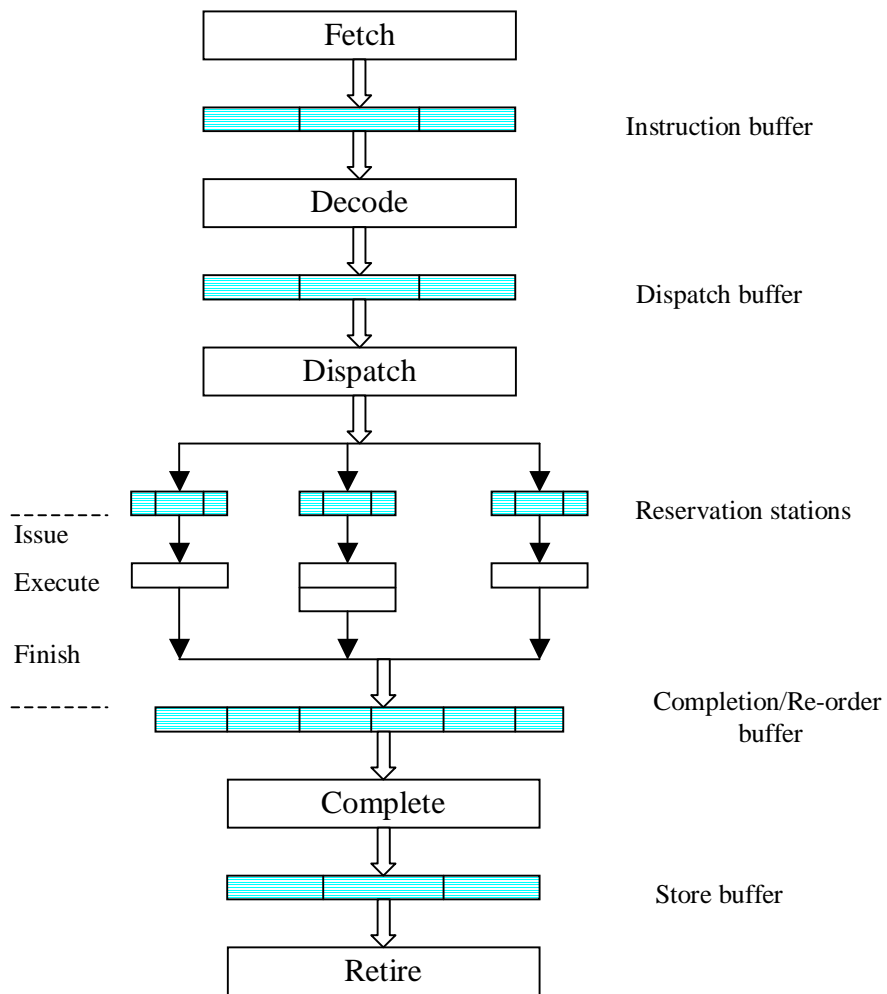 Fetch
Instruction buffer
Decode
Dispatch buffer
Dispatch
Reservation stations
Issue
Execute
Finish
Completion/Re-order
buffer
Complete
Store buffer
Retire